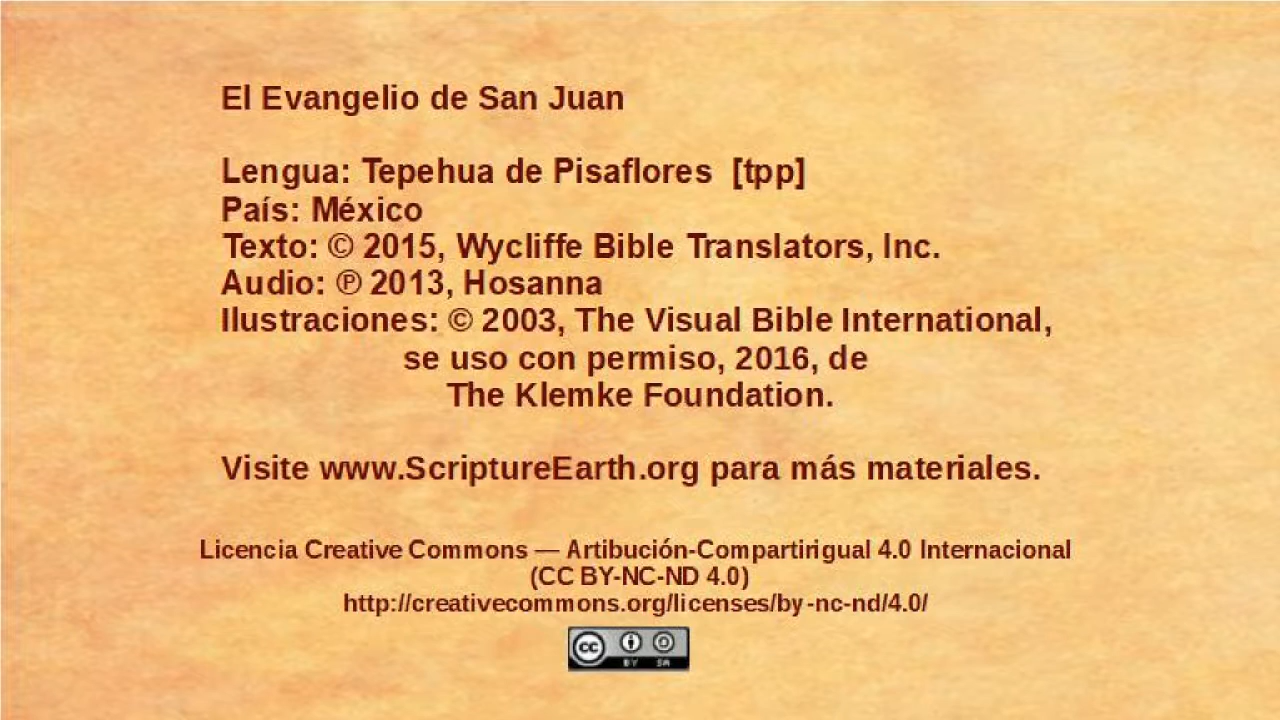 El Evangelio de San Juan
Lengua: Tepehua de Pisaflores [tpp]
País: México
Texto: © 2015, Wycliffe Bible Translators, Inc.
Audio: ℗ 2013, Hosanna
Ilustraciones: © 2003, The Visual Bible International,
se uso con permiso, 2016, de
The Klemke Foundation.
Visite www.ScriptureEarth.org para más materiales.
Licencia Creative Commons — Artibución-Compartirigual 4.0 Internacional
(CC BY-NC-ND 4.0)
http://creativecommons.org/licenses/by-nc-nd/4.0/
cc BY SA